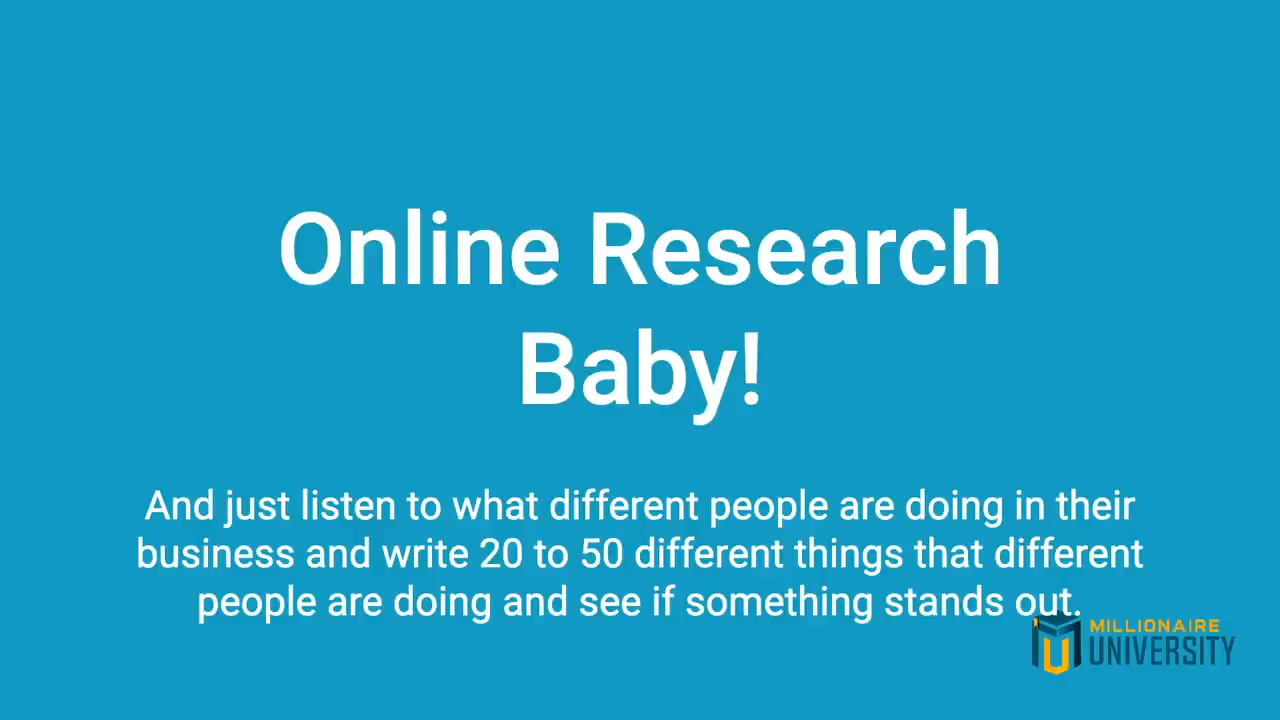 Online Research
Baby!
And just listen to what different people are doing in their
business and write 20 to 50 different things that different
people are doing and see if something stands out.
MILLIONAIRE
UNIVERSITY